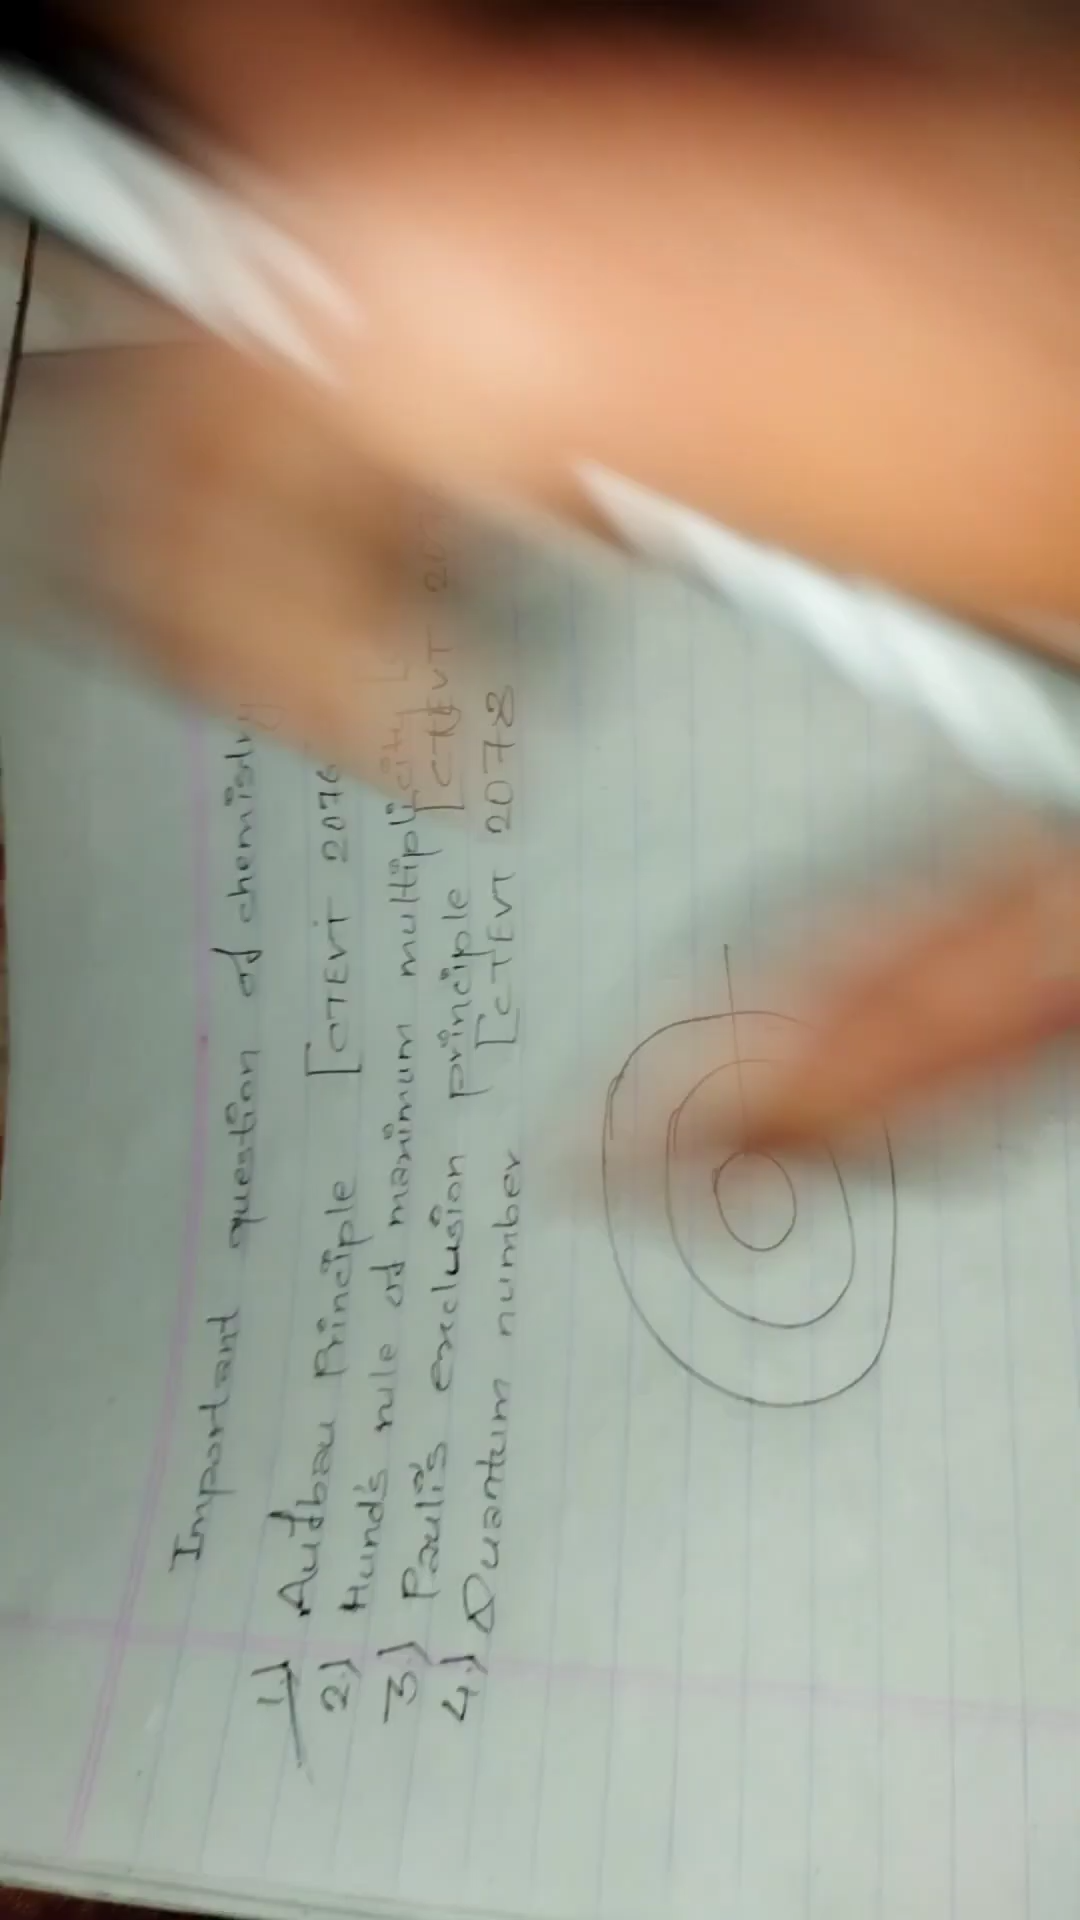 Important question of chemistry
1.) Aufbau Principle [CTEVT 2076
2.) Hund's rule of maximum multiplicity [
3.) Pauli's exclusion principle [CTEVT 20
4.) Quantum number [CTEVT 2078